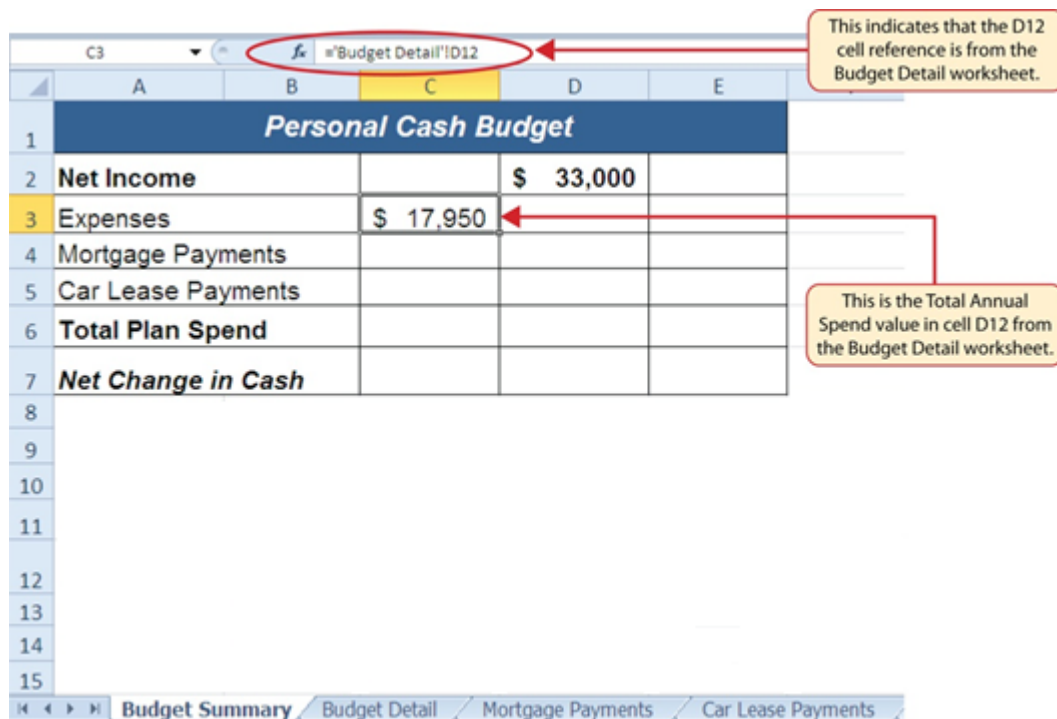 This indicates that the D12
cell reference is from the
Budget Detail worksheet.
C3 fx ='Budget Detail'!D12
A B C D E
1 Personal Cash Budget
2 Net Income $ 33,000
3 Expenses $ 17,950
4 Mortgage Payments
5 Car Lease Payments
This is the Total Annual
Spend value in cell D12 from
the Budget Detail worksheet.
6 Total Plan Spend
7 Net Change in Cash
8
9
10
11
12
13
14
15
Budget Summary Budget Detail Mortgage Payments Car Lease Payments